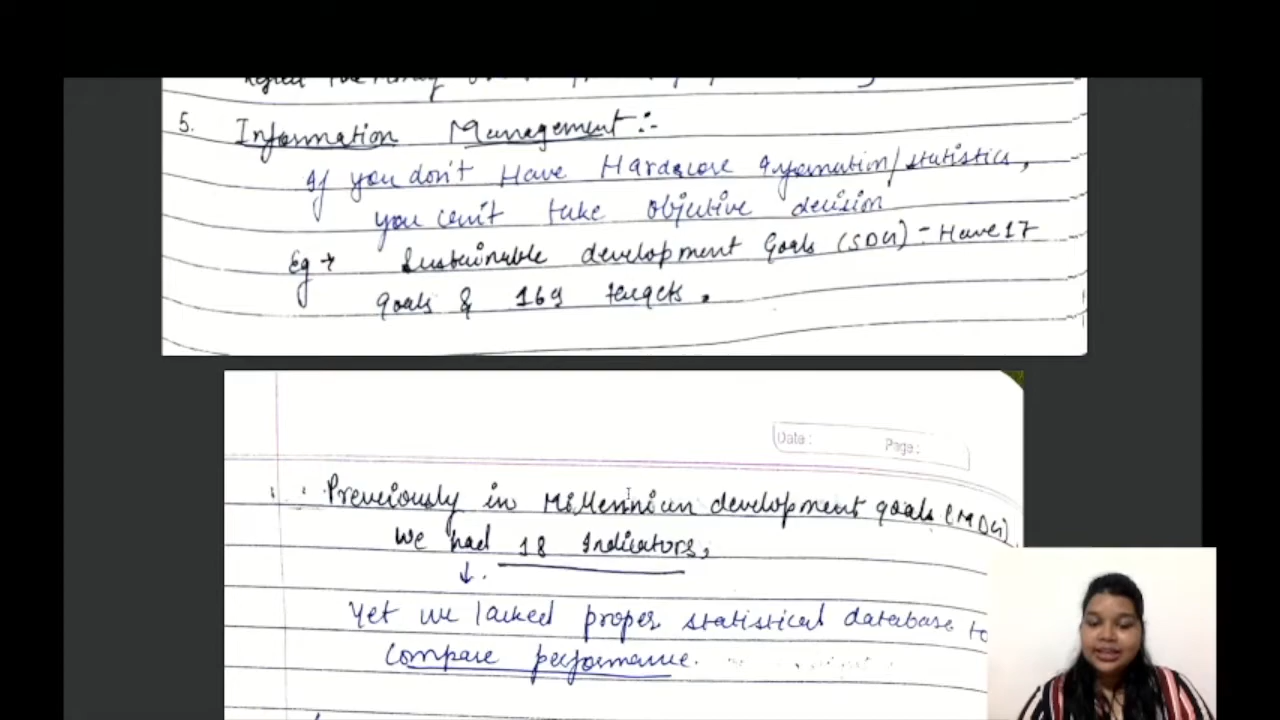 5. Information Management :-
If you don't Have Hardcore information/statistics,
you can't take objective decision
Eg → Sustainable development Goals (SDG) - Have 17
goals & 169 targets.
Date : Page :
Previously in Millennium development goals (MDG)
We had 18 Indicators,
↓
Yet we lacked proper statistical database to
compare performance.